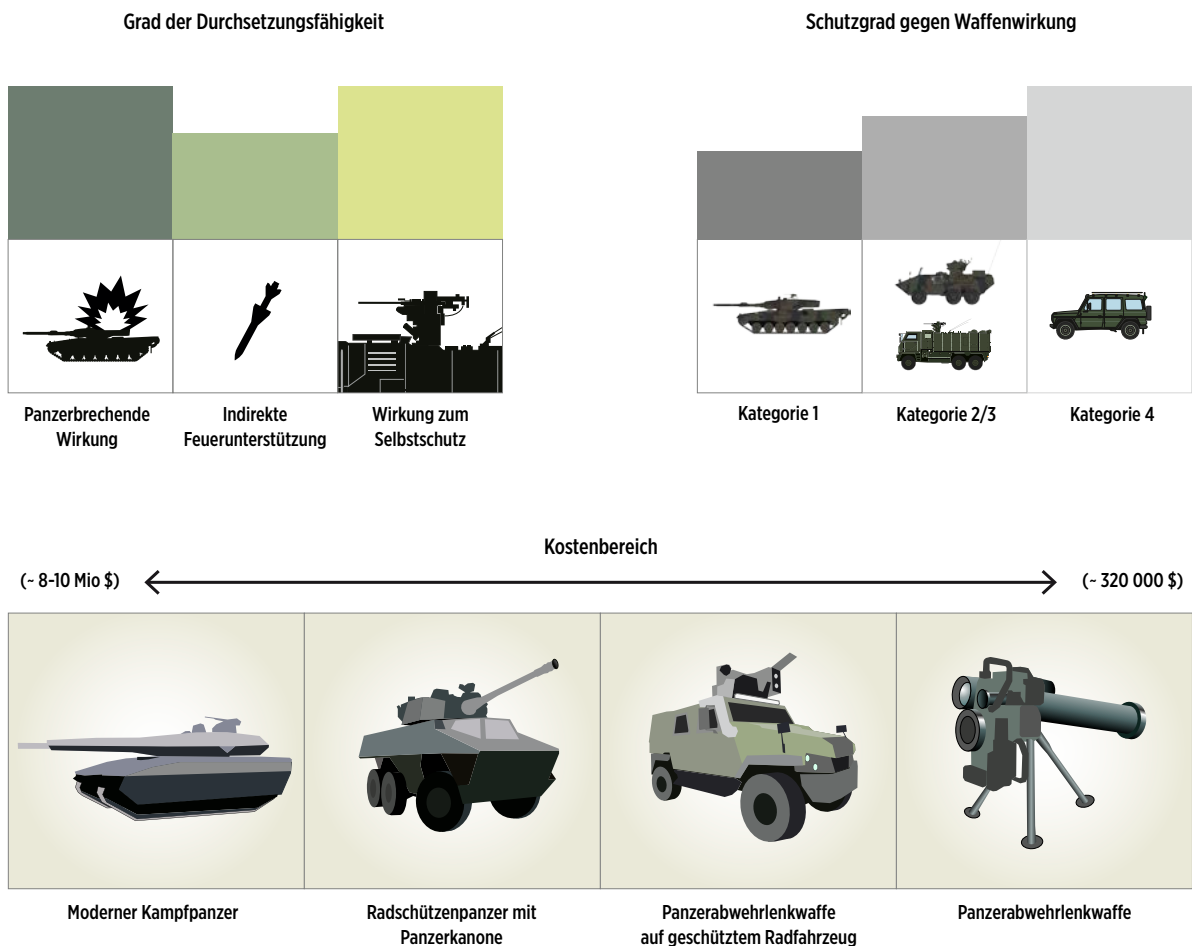 Grad der Durchsetzungsfähigkeit
Schutzgrad gegen Waffenwirkung
Panzerbrechende
Wirkung
Indirekte
Feuerunterstützung
Wirkung zum
Selbstschutz
Kategorie 1
Kategorie 2/3
Kategorie 4
Kostenbereich
(~ 8-10 Mio $)
(~ 320 000 $)
Moderner Kampfpanzer
Radschützenpanzer mit
Panzerkanone
Panzerabwehrlenkwaffe
auf geschütztem Radfahrzeug
Panzerabwehrlenkwaffe